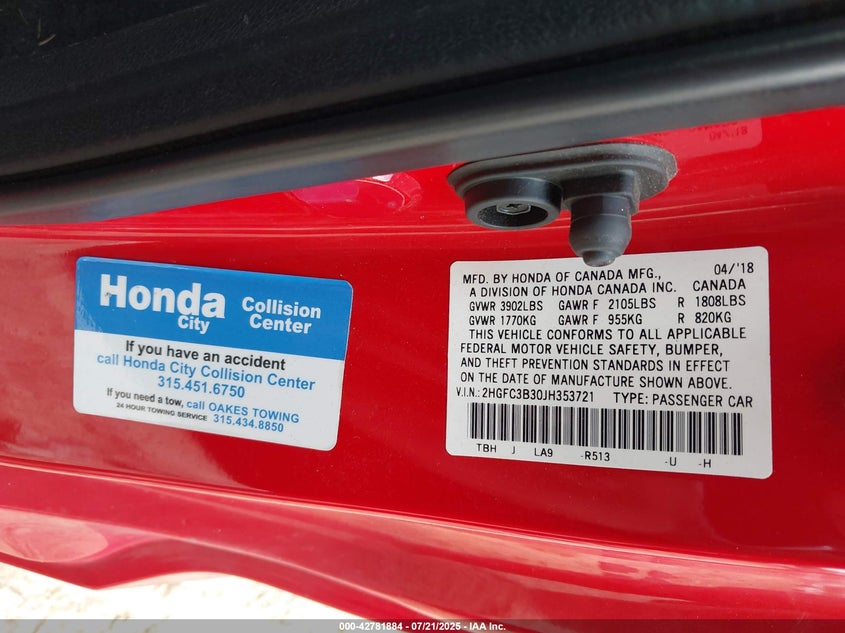 Honda
City
Collision
Center
If you have an accident
call Honda City Collision Center
315.451.6750
If you need a tow, call OAKES TOWING
24 HOUR TOWING SERVICE 315.434.8850
MFD. BY HONDA OF CANADA MFG., 04/'18
A DIVISION OF HONDA CANADA INC. CANADA
GVWR 3902LBS GAWR F 2105LBS R 1808LBS
GVWR 1770KG GAWR F 955KG R 820KG
THIS VEHICLE CONFORMS TO ALL APPLICABLE
FEDERAL MOTOR VEHICLE SAFETY, BUMPER,
AND THEFT PREVENTION STANDARDS IN EFFECT
ON THE DATE OF MANUFACTURE SHOWN ABOVE.
V.I.N.: 2HGFC3B30JH353721 TYPE: PASSENGER CAR
TBH J LA9 -R513 -U -H
000-42781884 - 07/21/2025 - IAA Inc.